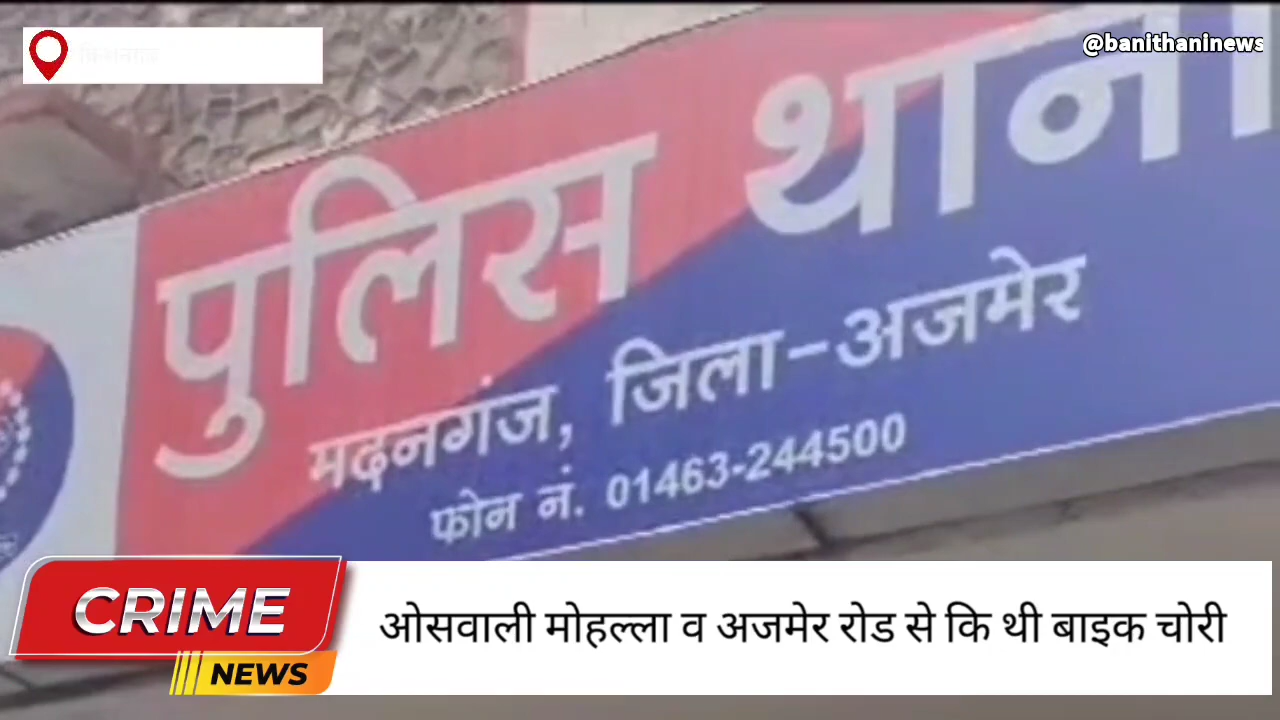 @banithaninews
पुलिस थाना
मदनगंज, जिला-अजमेर
फोन नं. 01463-244500
CRIME
NEWS
ओसवाली मोहल्ला व अजमेर रोड से कि थी बाइक चोरी